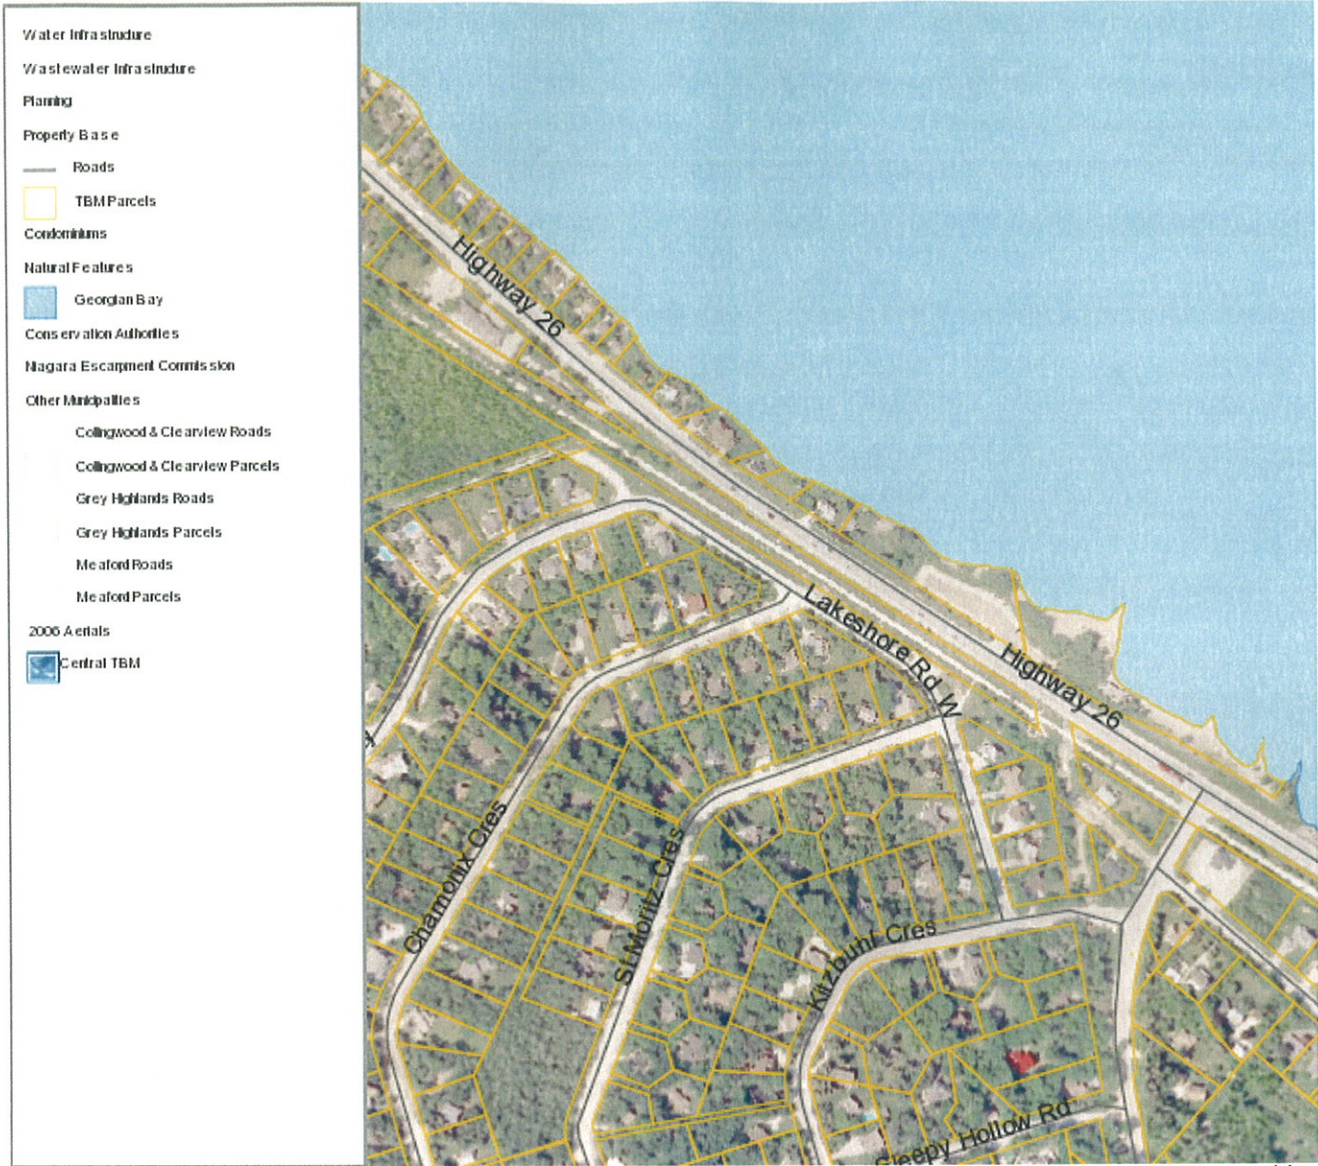 Water Infrastructure
Wastewater Infrastructure
Planning
Property Base
Roads
TBM Parcels
Condominiums
Natural Features
Georgian Bay
Conservation Authorities
Niagara Escarpment Commission
Other Municipalities
Collingwood & Clearview Roads
Collingwood & Clearview Parcels
Grey Highlands Roads
Grey Highlands Parcels
Meaford Roads
Meaford Parcels
2006 Aerials
Central TBM
Highway 26
Lakeshore Rd W
Highway 26
Chamonix Cres
St Moritz Cres
Kitzbuhl Cres
Sleepy Hollow Rd